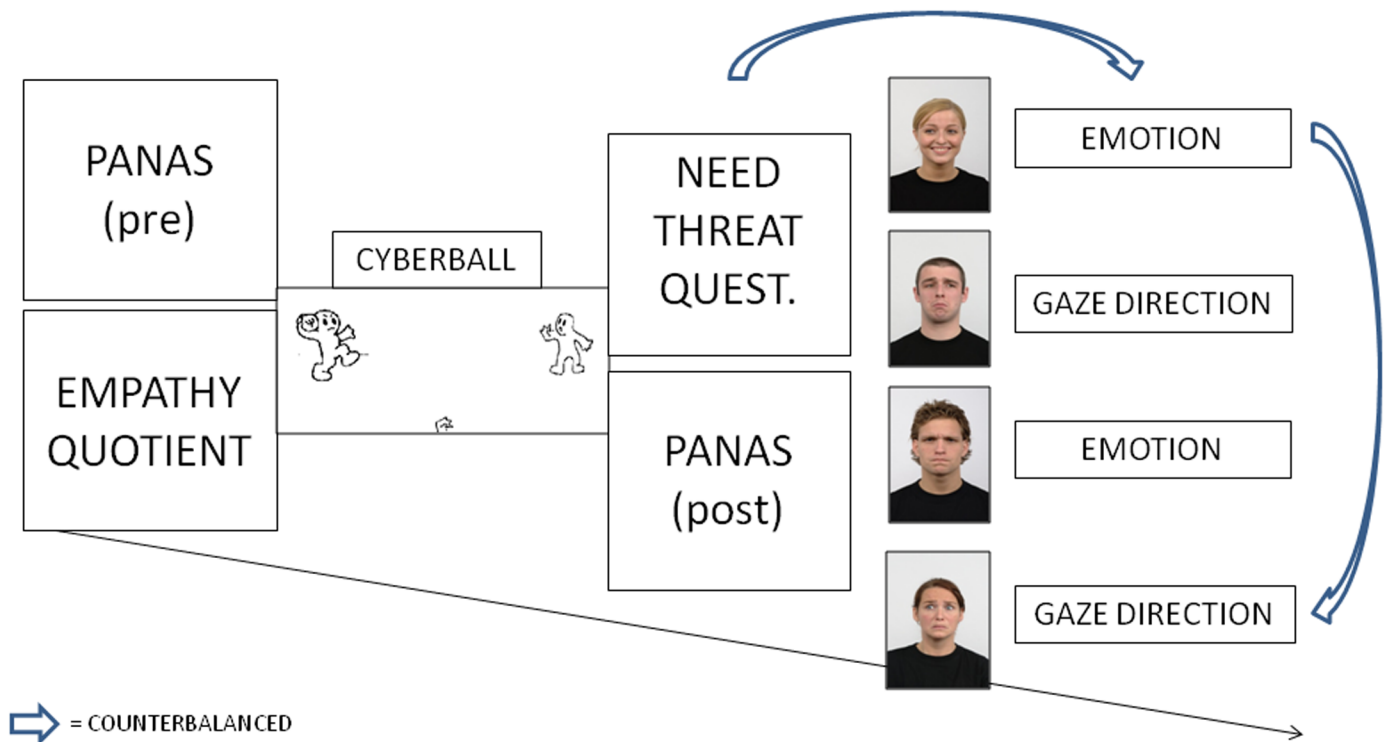 PANAS
(pre)
EMPATHY
QUOTIENT
CYBERBALL
NEED
THREAT
QUEST.
PANAS
(post)
EMOTION
GAZE DIRECTION
EMOTION
GAZE DIRECTION
= COUNTERBALANCED